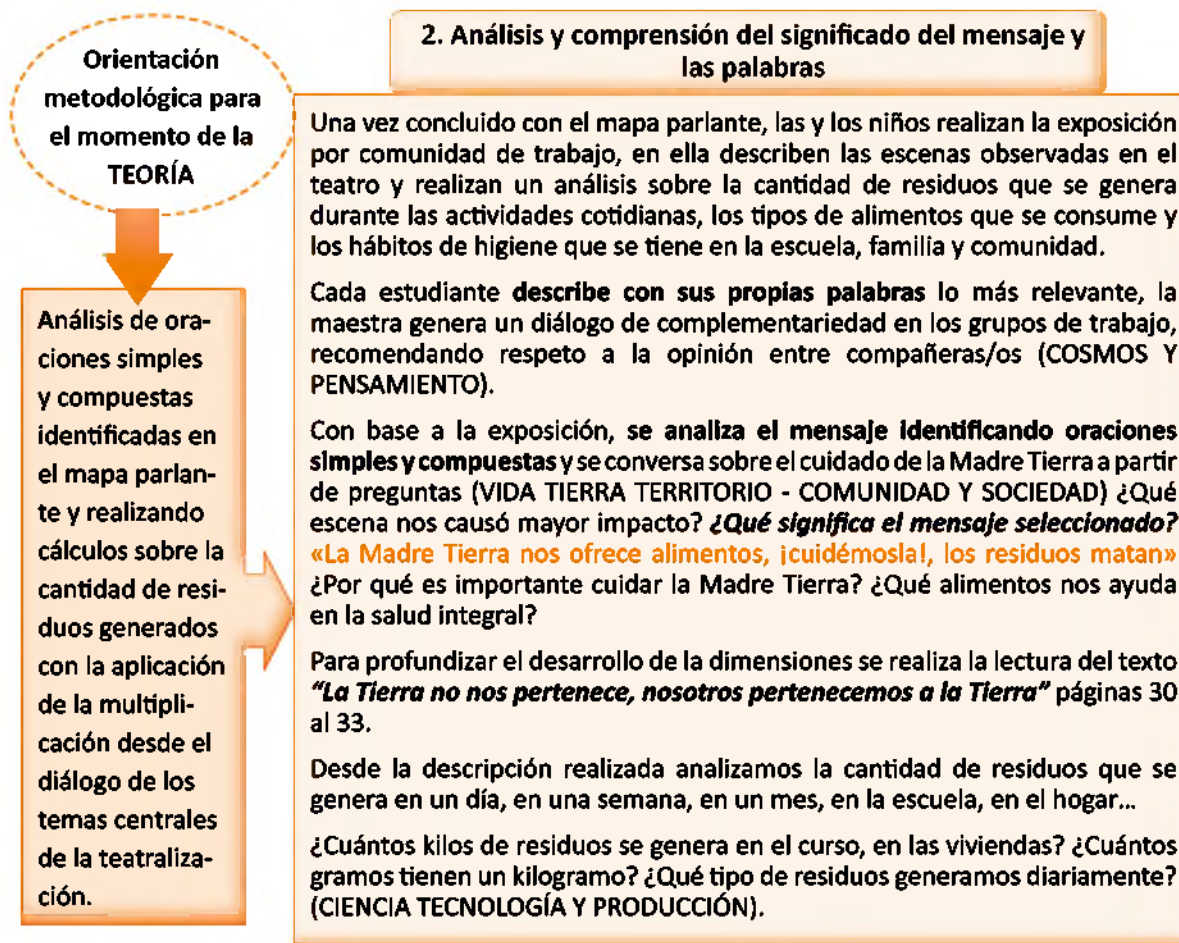 Orientación
metodológica para
el momento de la
TEORÍA
Análisis de ora-
ciones simples
y compuestas
identificadas en
el mapa parlan-
te y realizando
cálculos sobre la
cantidad de resi-
duos generados
con la aplicación
de la multipli-
cación desde el
diálogo de los
temas centrales
de la teatraliza-
ción.
2. Análisis y comprensión del significado del mensaje y
las palabras
Una vez concluido con el mapa parlante, las y los niños realizan la exposición
por comunidad de trabajo, en ella describen las escenas observadas en el
teatro y realizan un análisis sobre la cantidad de residuos que se genera
durante las actividades cotidianas, los tipos de alimentos que se consume y
los hábitos de higiene que se tiene en la escuela, familia y comunidad.
Cada estudiante describe con sus propias palabras lo más relevante, la
maestra genera un diálogo de complementariedad en los grupos de trabajo,
recomendando respeto a la opinión entre compañeras/os (COSMOS Y
PENSAMIENTO).
Con base a la exposición, se analiza el mensaje identificando oraciones
simples y compuestas y se conversa sobre el cuidado de la Madre Tierra a partir
de preguntas (VIDA TIERRA TERRITORIO - COMUNIDAD Y SOCIEDAD) ¿Qué
escena nos causó mayor impacto? ¿Qué significa el mensaje seleccionado?
«La Madre Tierra nos ofrece alimentos, ¡cuidémosla!, los residuos matan»
¿Por qué es importante cuidar la Madre Tierra? ¿Qué alimentos nos ayuda
en la salud integral?
Para profundizar el desarrollo de la dimensiones se realiza la lectura del texto
"La Tierra no nos pertenece, nosotros pertenecemos a la Tierra" páginas 30
al 33.
Desde la descripción realizada analizamos la cantidad de residuos que se
genera en un día, en una semana, en un mes, en la escuela, en el hogar...
¿Cuántos kilos de residuos se genera en el curso, en las viviendas? ¿Cuántos
gramos tienen un kilogramo? ¿Qué tipo de residuos generamos diariamente?
(CIENCIA TECNOLOGÍA Y PRODUCCIÓN).